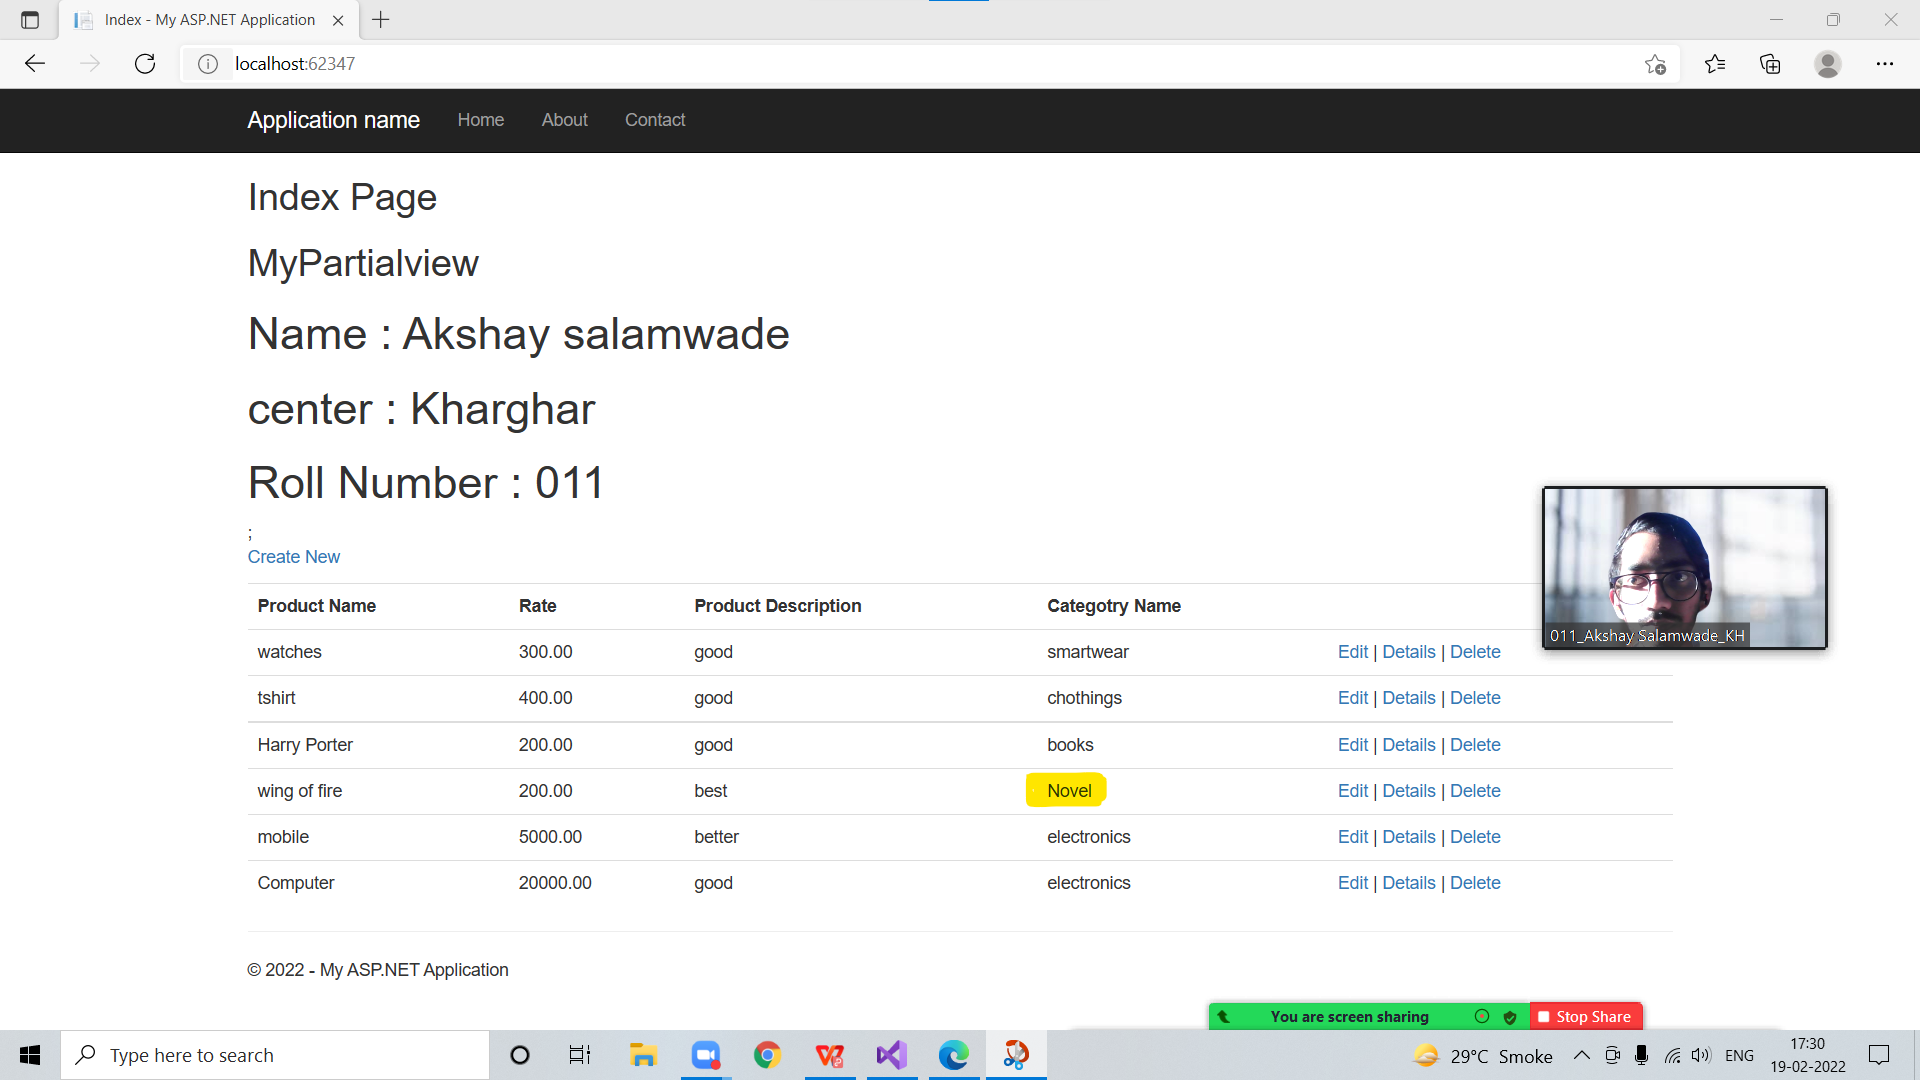 Index - My ASP.NET Application
localhost:62347
Application name Home About Contact
Index Page
MyPartialview
Name : Akshay salamwade
center : Kharghar
Roll Number : 011
;
Create New
Product Name Rate Product Description Categotry Name
watches 300.00 good smartwear Edit | Details | Delete
tshirt 400.00 good chothings Edit | Details | Delete
Harry Porter 200.00 good books Edit | Details | Delete
wing of fire 200.00 best Novel Edit | Details | Delete
mobile 5000.00 better electronics Edit | Details | Delete
Computer 20000.00 good electronics Edit | Details | Delete
011_Akshay Salamwade_KH
© 2022 - My ASP.NET Application
You are screen sharing Stop Share
Type here to search
29°C Smoke ENG 17:30
19-02-2022